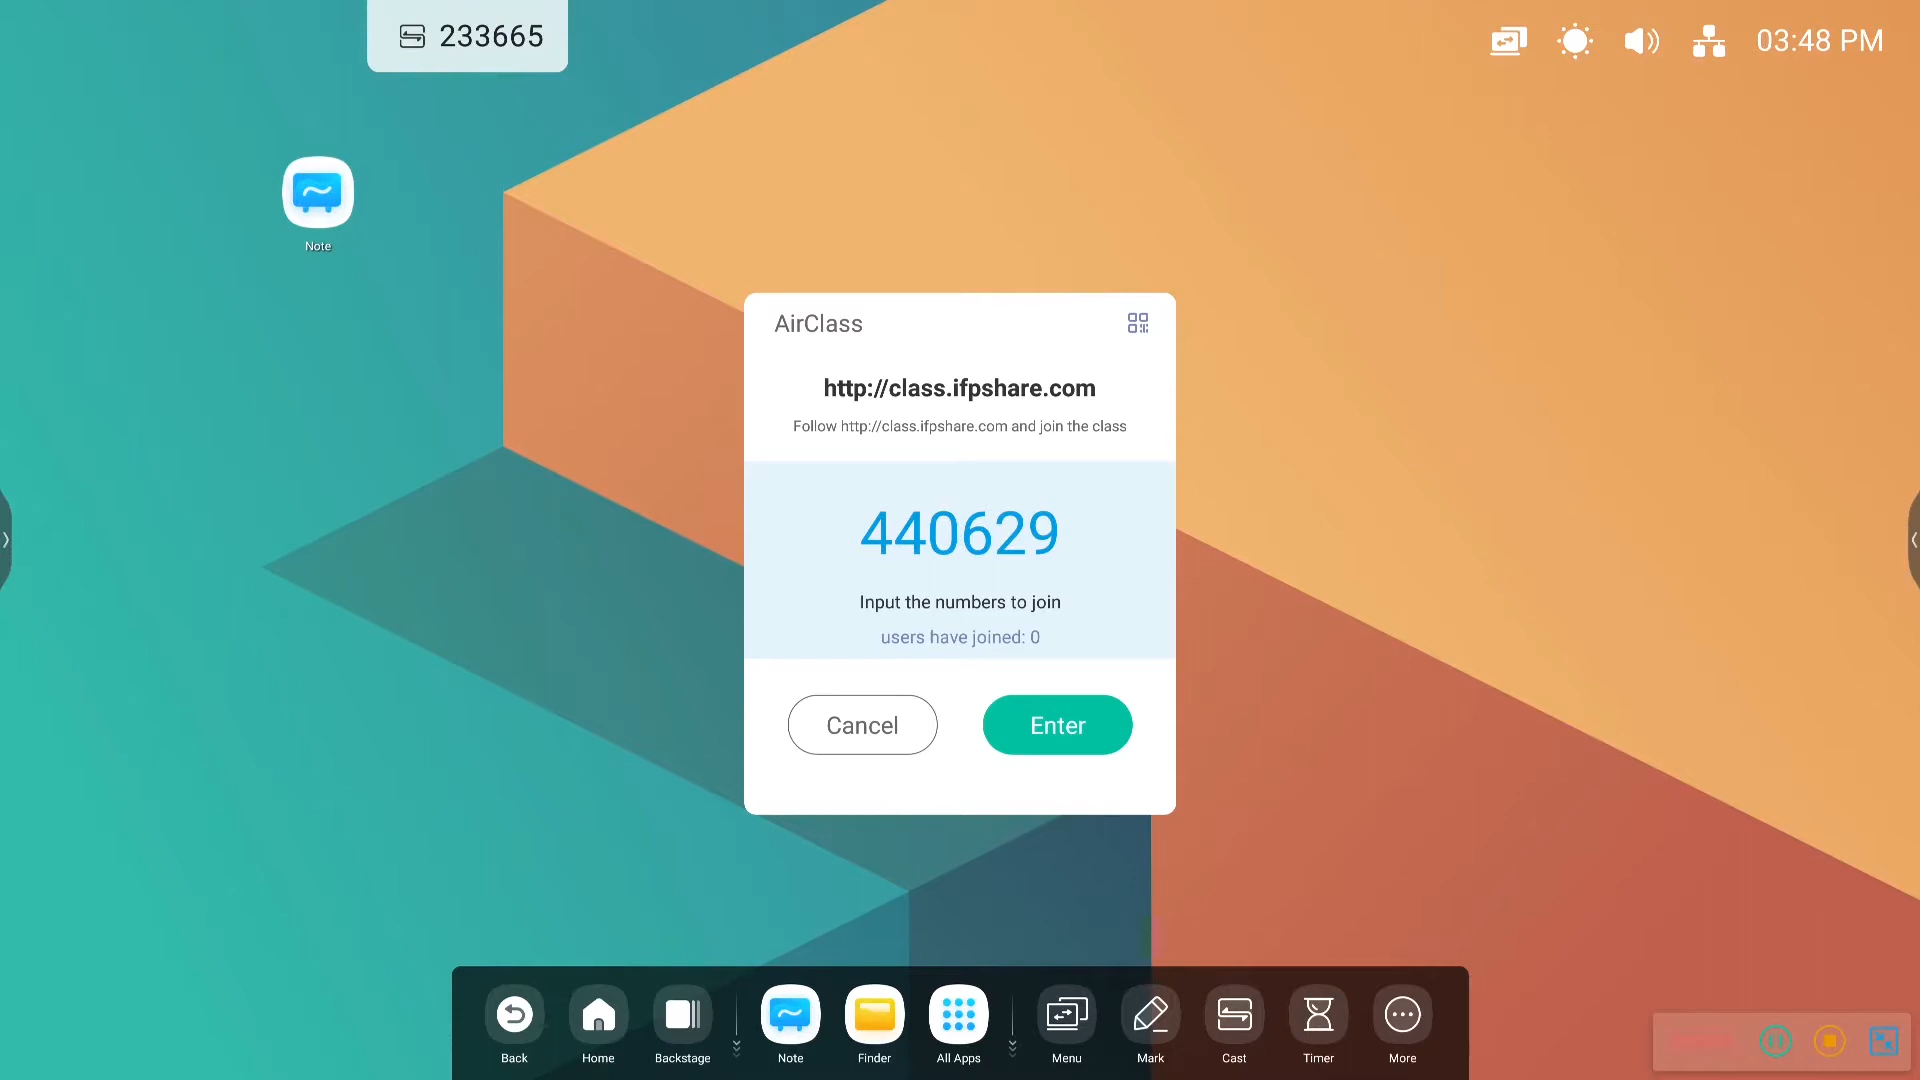 233665
03:48 PM
Note
AirClass
http://class.ifpshare.com
Follow http://class.ifpshare.com and join the class
440629
Input the numbers to join
users have joined: 0
Cancel
Enter
Back
Home
Backstage
Note
Finder
All Apps
Menu
Mark
Cast
Timer
More